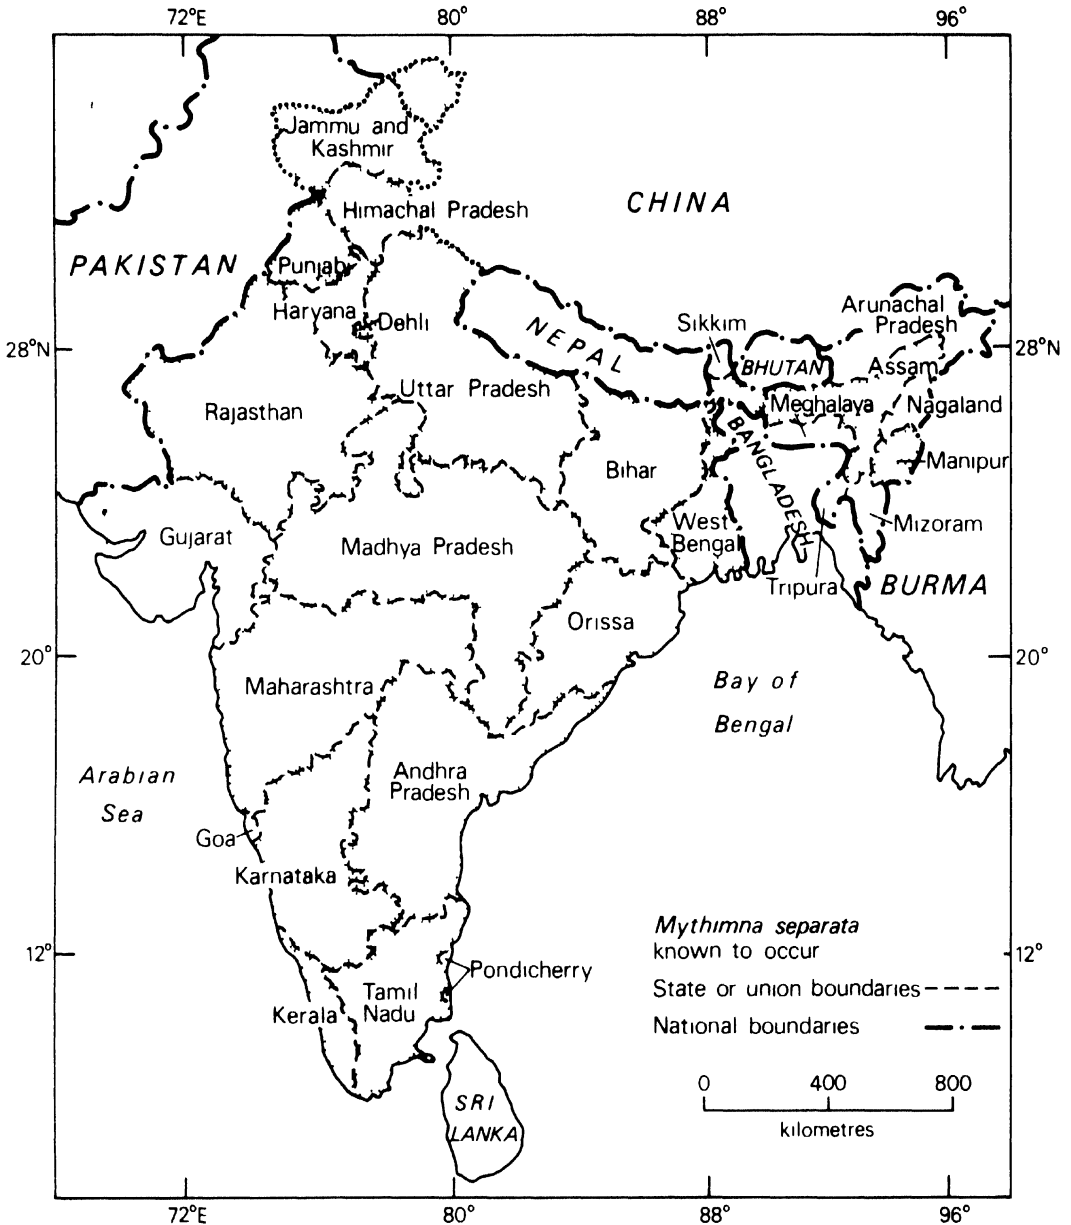 72°E 80° 88° 96°
Jammu and
Kashmir
Himachal Pradesh
CHINA
PAKISTAN
Punjab
Haryana
Dehli
NEPAL
Sikkim
Arunachal
Pradesh
BHUTAN
Assam
28°N
28°N
Uttar Pradesh
Rajasthan
Meghalaya
Nagaland
BANGLADESH
Bihar
Manipur
Gujarat
Madhya Pradesh
West
Bengal
Mizoram
Tripura
BURMA
Orissa
20°
20°
Maharashtra
Bay of
Bengal
Arabian
Sea
Andhra
Pradesh
Goa
Karnataka
Mythimna separata
known to occur
12°
12°
Pondicherry
State or union boundaries
Tamil
Nadu
Kerala
National boundaries
0 400 800
kilometres
SRI
LANKA
72°E 80° 88° 96°